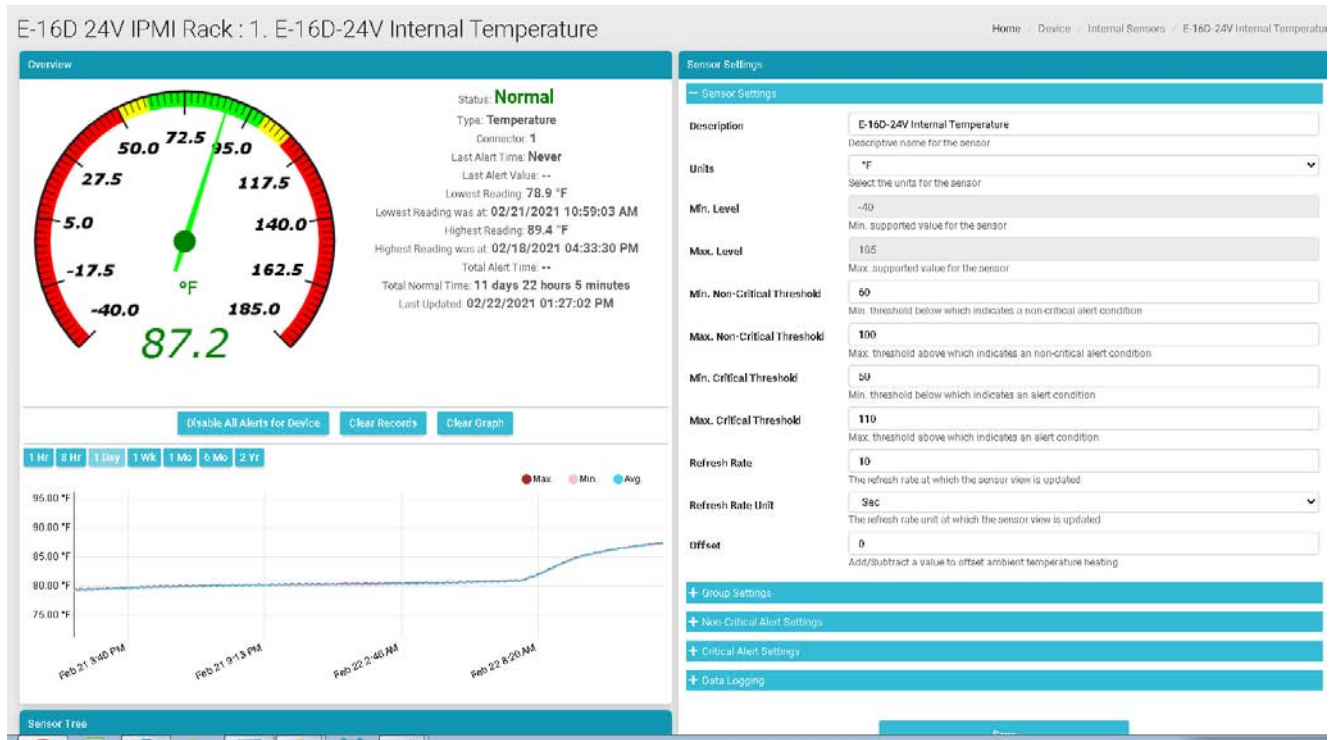 E-16D 24V IPMI Rack : 1. E-16D-24V Internal Temperature
Home / Device / Internal Sensors / E-16D-24V Internal Temperatur
Overview
72.5
50.0
95.0
27.5
117.5
5.0
140.0
-17.5
162.5
°F
-40.0
185.0
87.2
Status: Normal
Type: Temperature
Connector: 1
Last Alert Time: Never
Last Alert Value: --
Lowest Reading: 78.9 °F
Lowest Reading was at: 02/21/2021 10:59:03 AM
Highest Reading: 89.4 °F
Highest Reading was at: 02/18/2021 04:33:30 PM
Total Alert Time: --
Total Normal Time: 11 days 22 hours 5 minutes
Last Updated: 02/22/2021 01:27:02 PM
Disable All Alerts for Device
Clear Records
Clear Graph
1 Hr 8 Hr 1 Day 1 Wk 1 Mo 6 Mo 2 Yr
Max. Min. Avg.
95.00 °F
90.00 °F
85.00 °F
80.00 °F
75.00 °F
Feb 21 3:40 PM
Feb 21 9:13 PM
Feb 22 2:46 AM
Feb 22 8:20 AM
Sensor Tree
Sensor Settings
− Sensor Settings
Description
E-16D-24V Internal Temperature
Descriptive name for the sensor
Units
°F
Select the units for the sensor
Min. Level
-40
Min. supported value for the sensor
Max. Level
185
Max. supported value for the sensor
Min. Non-Critical Threshold
60
Min. threshold below which indicates a non-critical alert condition
Max. Non-Critical Threshold
100
Max. threshold above which indicates an non-critical alert condition
Min. Critical Threshold
50
Min. threshold below which indicates an alert condition
Max. Critical Threshold
110
Max. threshold above which indicates an alert condition
Refresh Rate
10
The refresh rate at which the sensor view is updated
Refresh Rate Unit
Sec
The refresh rate unit at which the sensor view is updated
Offset
0
Add/Subtract a value to offset ambient temperature heating
+ Group Settings
+ Non-Critical Alert Settings
+ Critical Alert Settings
+ Data Logging